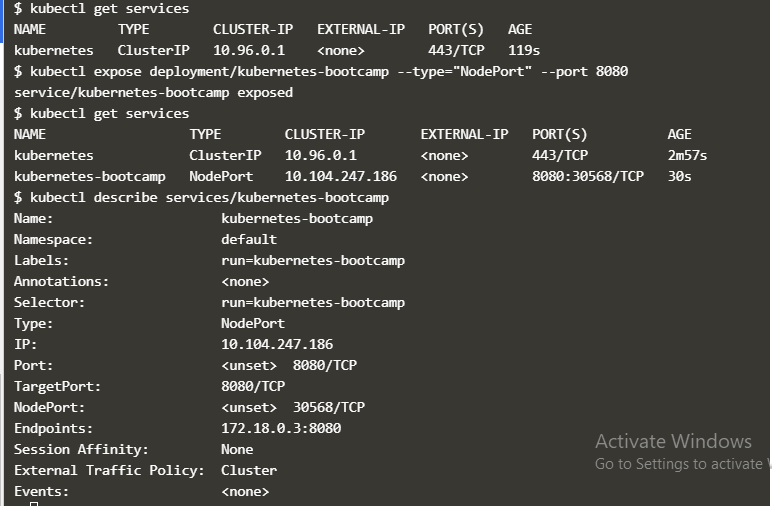 $ kubectl get services
NAME TYPE CLUSTER-IP EXTERNAL-IP PORT(S) AGE
kubernetes ClusterIP 10.96.0.1 <none> 443/TCP 119s
$ kubectl expose deployment/kubernetes-bootcamp --type="NodePort" --port 8080
service/kubernetes-bootcamp exposed
$ kubectl get services
NAME TYPE CLUSTER-IP EXTERNAL-IP PORT(S) AGE
kubernetes ClusterIP 10.96.0.1 <none> 443/TCP 2m57s
kubernetes-bootcamp NodePort 10.104.247.186 <none> 8080:30568/TCP 30s
$ kubectl describe services/kubernetes-bootcamp
Name: kubernetes-bootcamp
Namespace: default
Labels: run=kubernetes-bootcamp
Annotations: <none>
Selector: run=kubernetes-bootcamp
Type: NodePort
IP: 10.104.247.186
Port: <unset> 8080/TCP
TargetPort: 8080/TCP
NodePort: <unset> 30568/TCP
Endpoints: 172.18.0.3:8080
Session Affinity: None
External Traffic Policy: Cluster
Events: <none>
Activate Windows
Go to Settings to activate